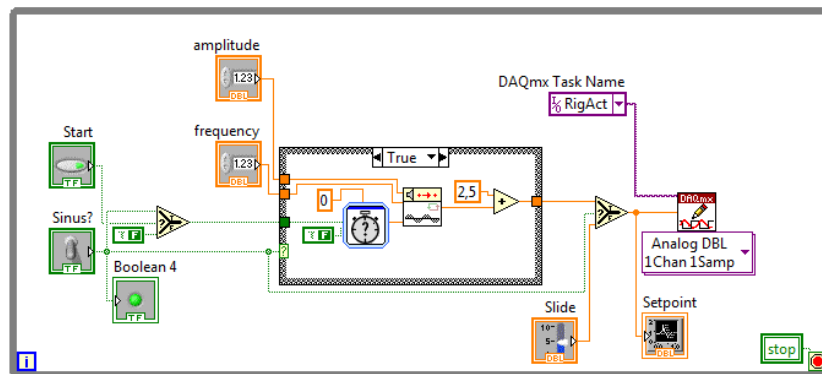 amplitude
1.23
DBL
DAQmx Task Name
I/O RigAct
Start
TF
frequency
1.23
DBL
True
0
2,5
?
T
F
DAQmx
Sinus?
TF
F
?
F
?
Analog DBL
1Chan 1Samp
Boolean 4
TF
Slide
10-
5-
DBL
Setpoint
DBL
stop
i